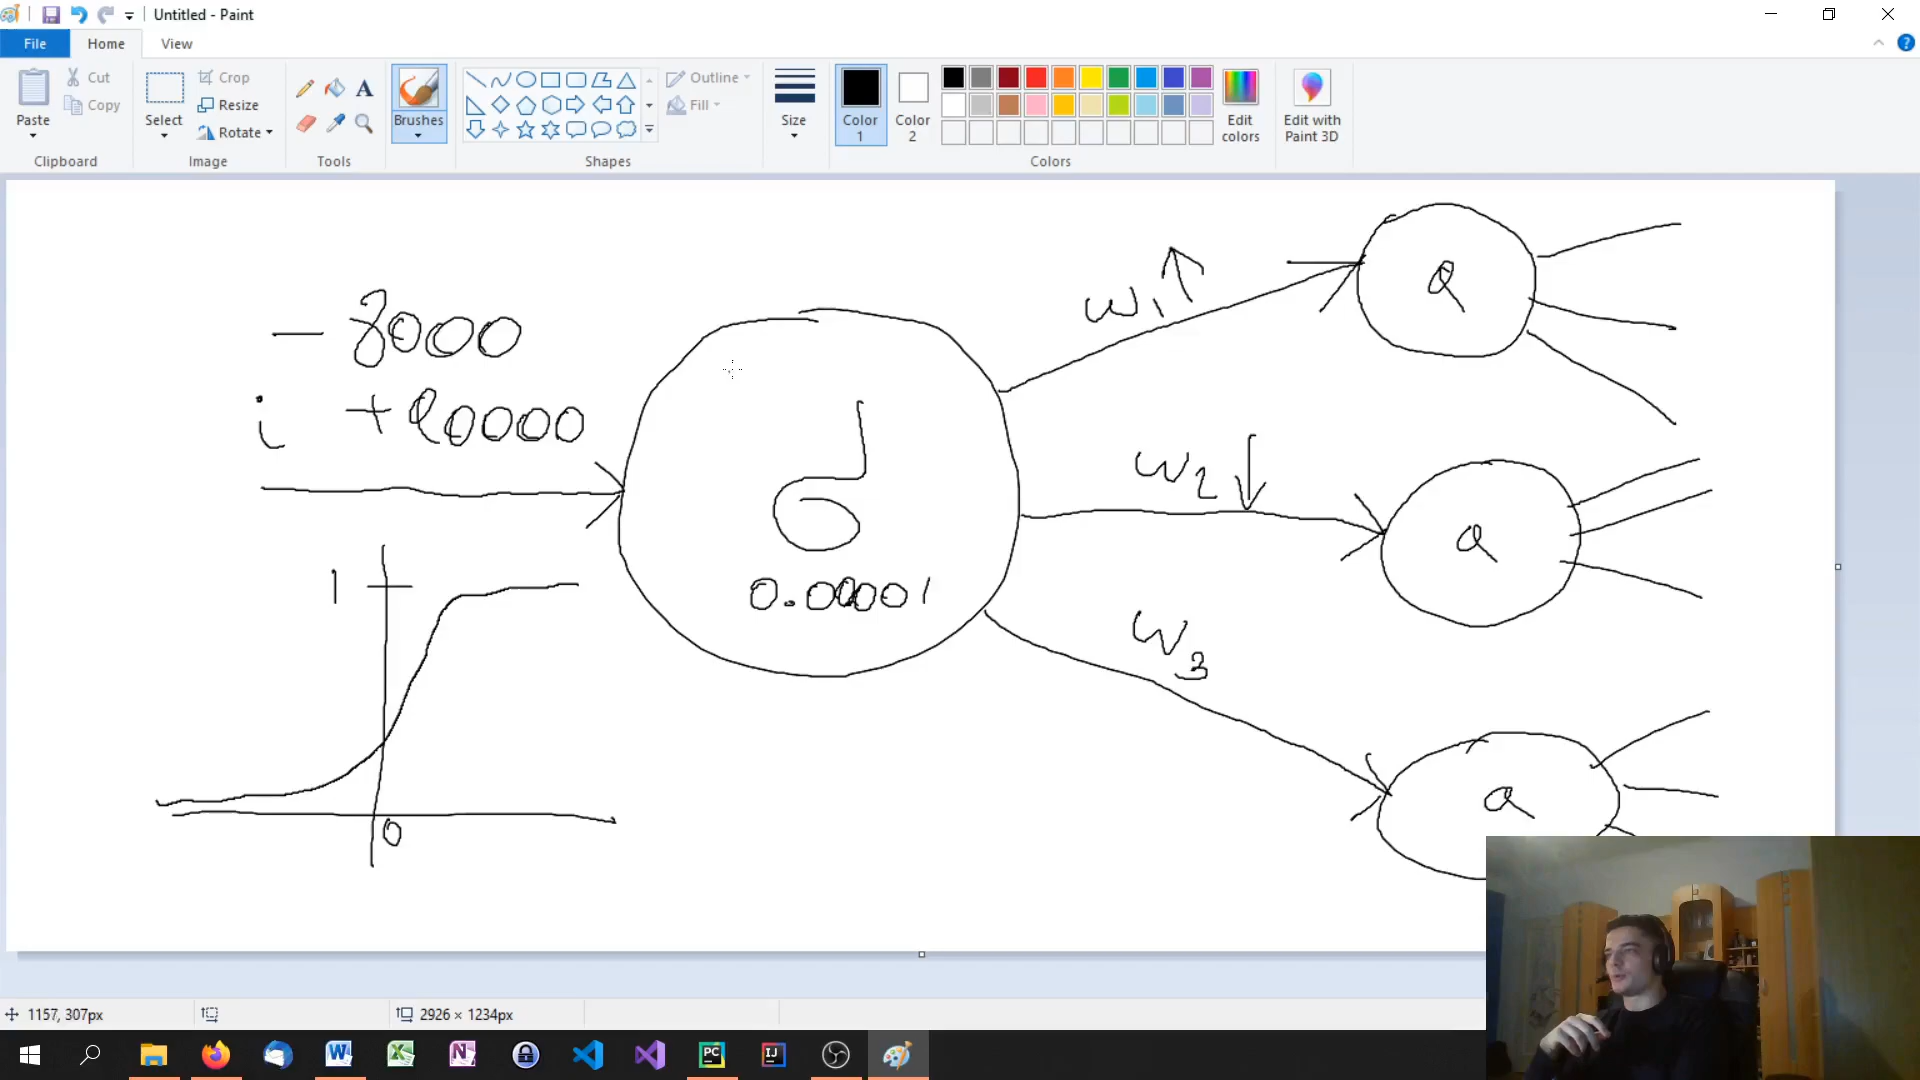 Untitled - Paint
File Home View
Paste
Cut
Copy
Clipboard
Select
Crop
Resize
Rotate
Image
Tools
Brushes
Shapes
Outline
Fill
Size
Color 1
Color 2
Edit colors
Edit with Paint 3D
Colors
- 8000
i +
1
0
σ
0.00001
w1
w2
w3
a
a
a
1157, 307px
2926 × 1234px